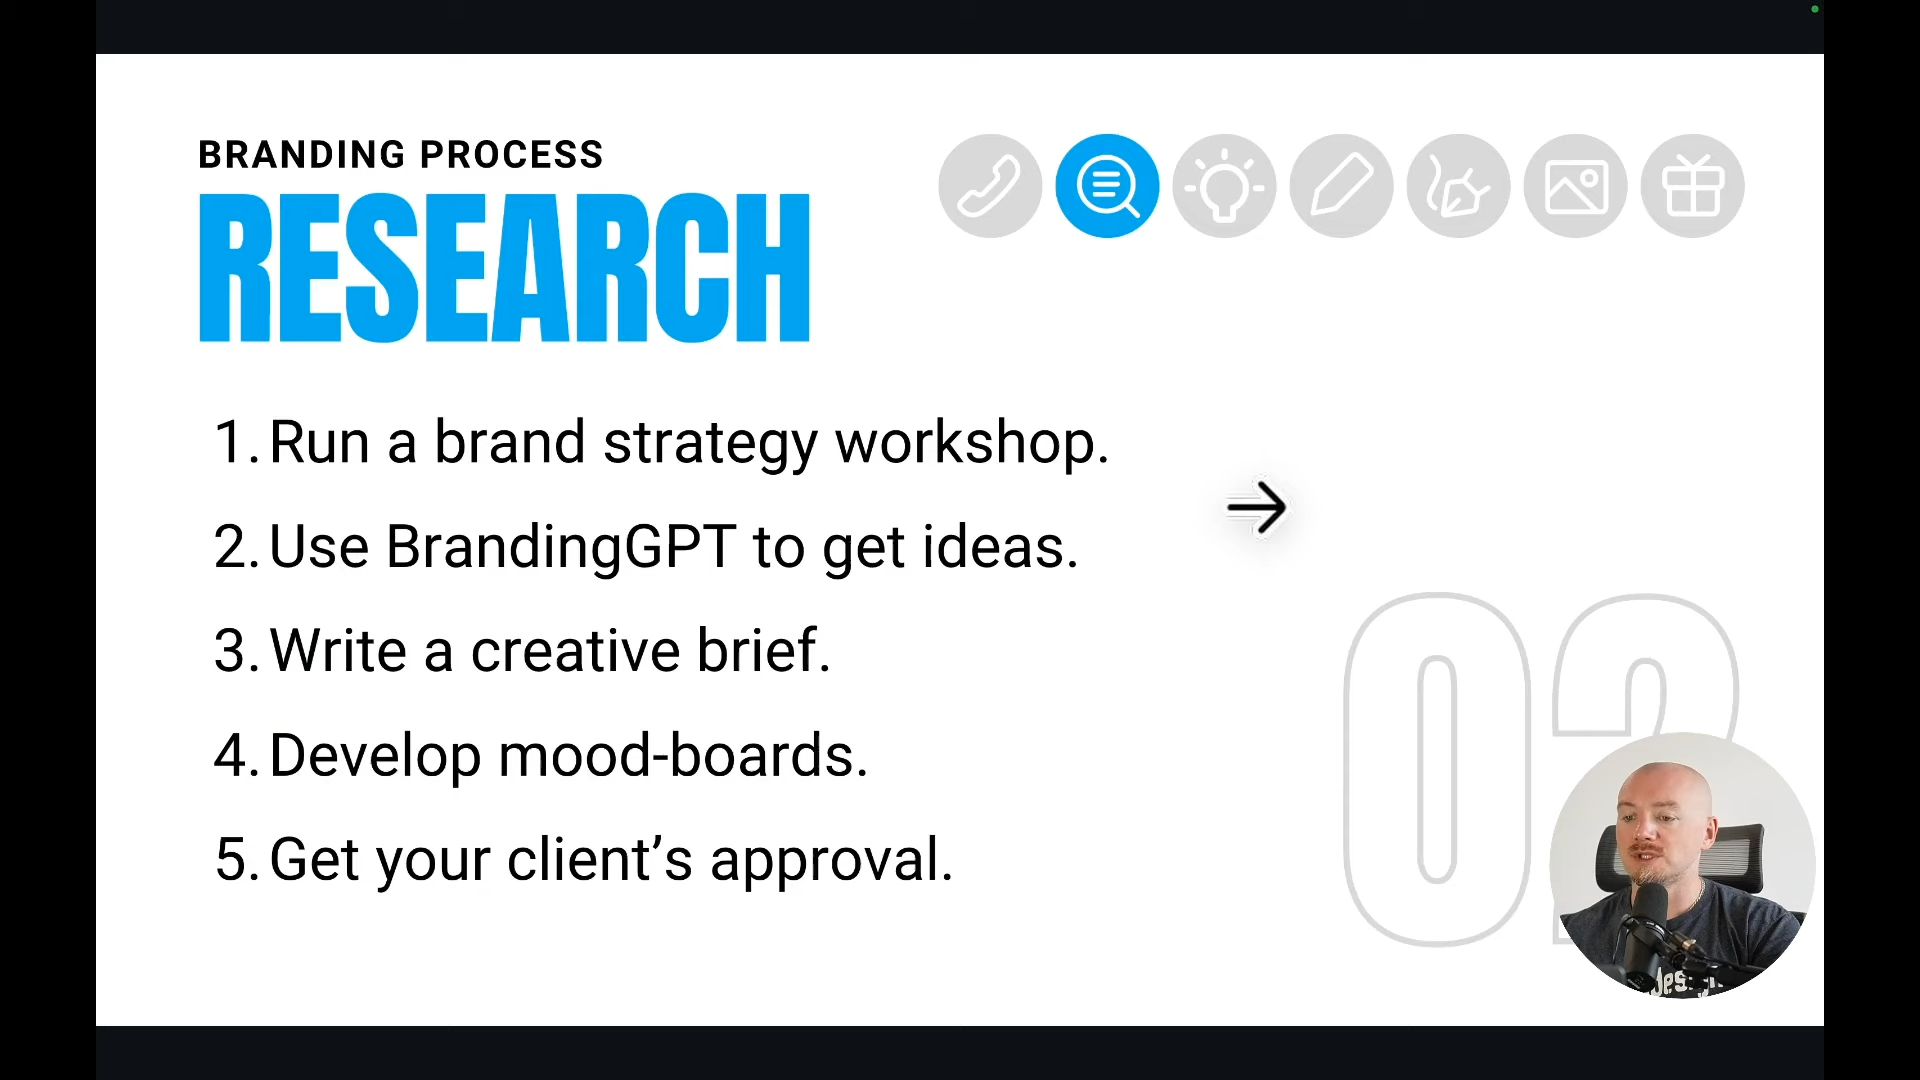 BRANDING PROCESS
RESEARCH
1. Run a brand strategy workshop.
2. Use BrandingGPT to get ideas.
3. Write a creative brief.
4. Develop mood-boards.
5. Get your client’s approval.
02